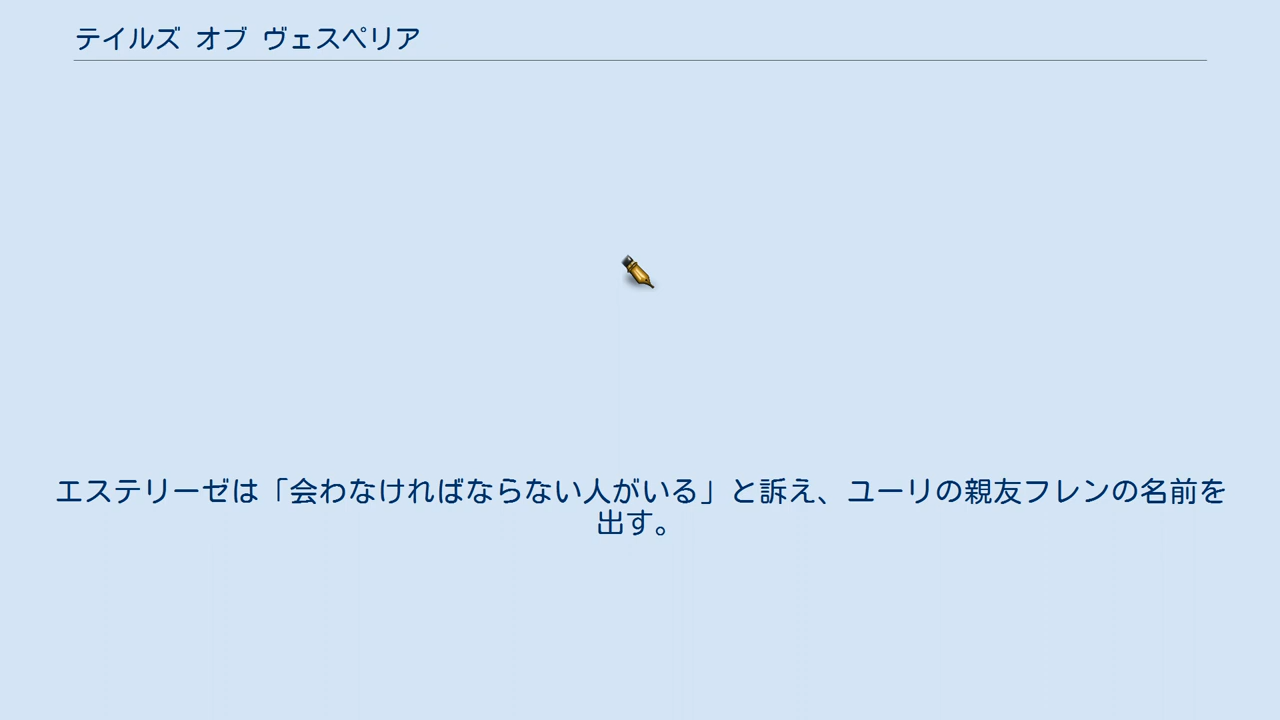 テイルズ オブ ヴェスペリア
エステリーゼは「会わなければならない人がいる」と訴え、ユーリの親友フレンの名前を
出す。